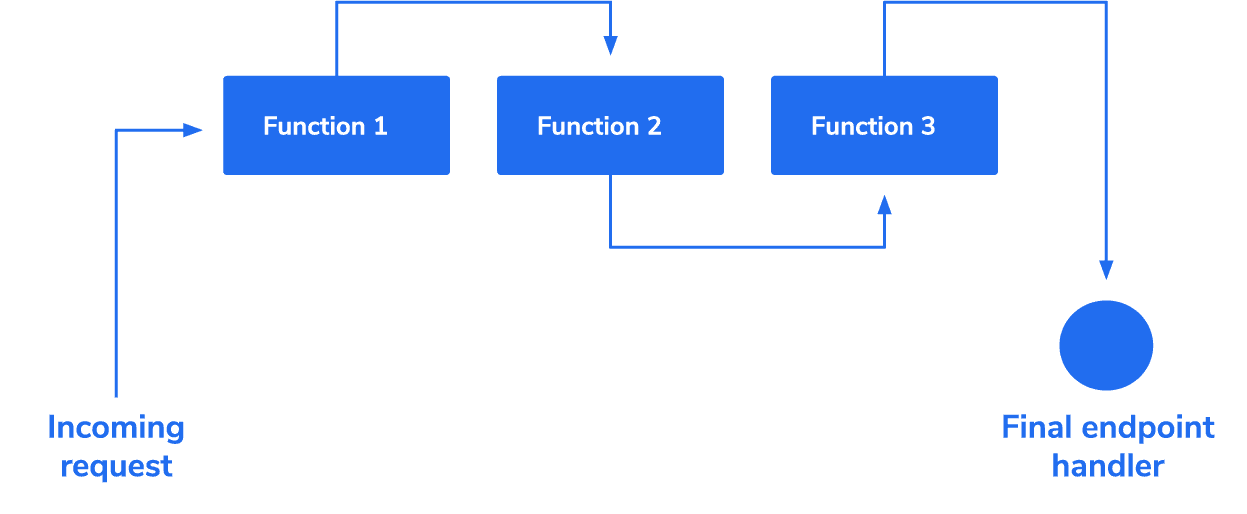 Function 1
Function 2
Function 3
Incoming
request
Final endpoint
handler